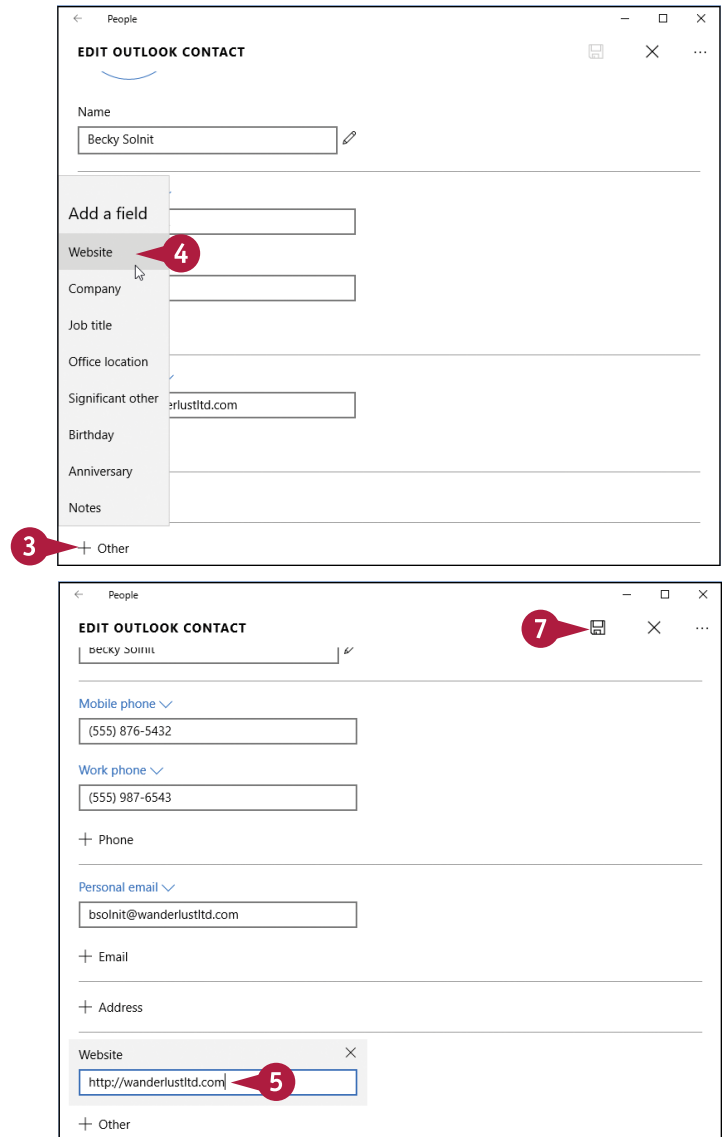 ← People
EDIT OUTLOOK CONTACT
Name
Becky Solnit
Add a field
Website
4
Company
Job title
Office location
Significant other
erlustltd.com
Birthday
Anniversary
Notes
3
+ Other
← People
EDIT OUTLOOK CONTACT
7
Becky Solnit
Mobile phone
(555) 876-5432
Work phone
(555) 987-6543
+ Phone
Personal email
bsolnit@wanderlustltd.com
+ Email
+ Address
Website
http://wanderlustltd.com
5
+ Other